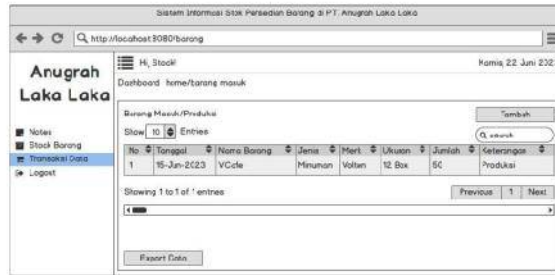 Sistem Informasi Stok Persedian Barang di PT. Anugrah Laka Laka
http://locahost:8080/barang
Anugrah
Laka Laka
Notes
Stock Barang
Transaksi Data
Logout
Hi, Stock!
Kamis, 22 Juni 202
Dashboard home/barang masuk
Barang Masuk/Produksi
Tambah
Show 10 Entries
search
No Tanggal Nama Barang Jenis Merk Ukuran Jumlah Keterangan
1 15-Jun-2023 VCafe Minuman Volten 12 Box 50 Produksi
Showing 1 to 1 of 1 entries
Previous 1 Next
Export Data